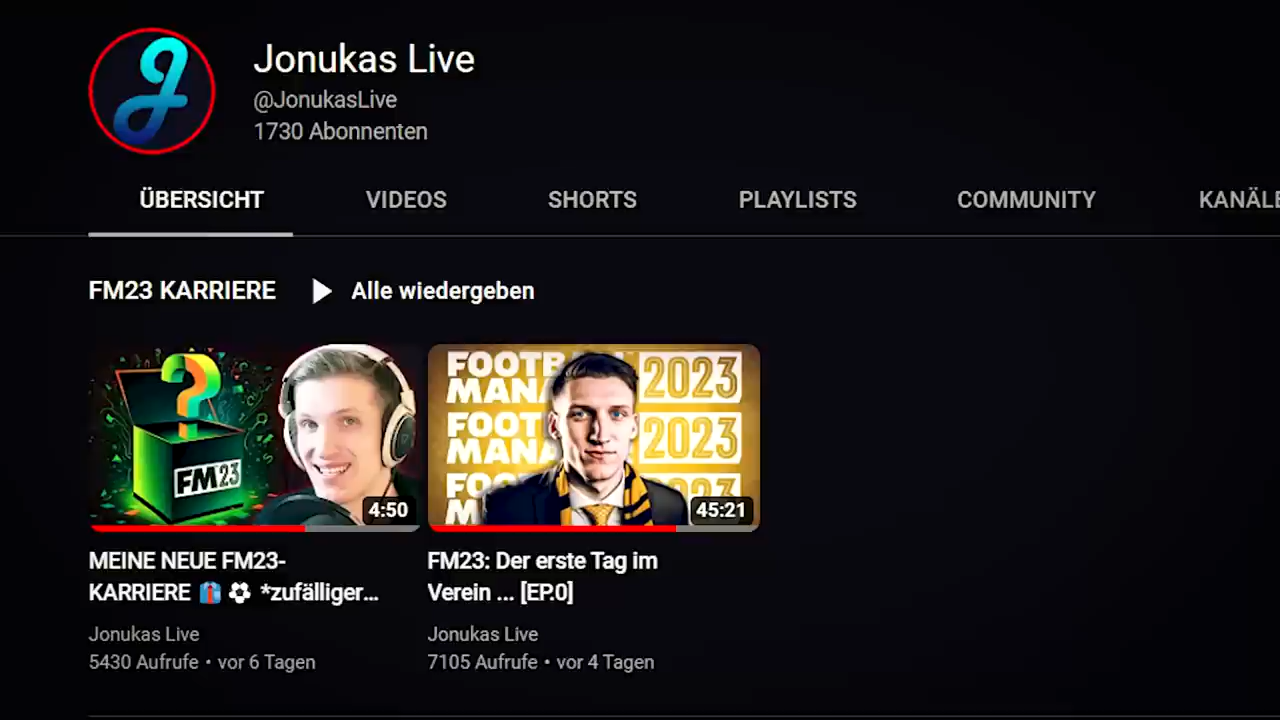 Jonukas Live
@JonukasLive
1730 Abonnenten
ÜBERSICHT VIDEOS SHORTS PLAYLISTS COMMUNITY KANÄLE
FM23 KARRIERE Alle wiedergeben
FM23
4:50
2023
2023
45:21
MEINE NEUE FM23-
KARRIERE 🎁 ⚽ *zufälliger...
Jonukas Live
5430 Aufrufe • vor 6 Tagen
FM23: Der erste Tag im
Verein ... [EP.0]
Jonukas Live
7105 Aufrufe • vor 4 Tagen